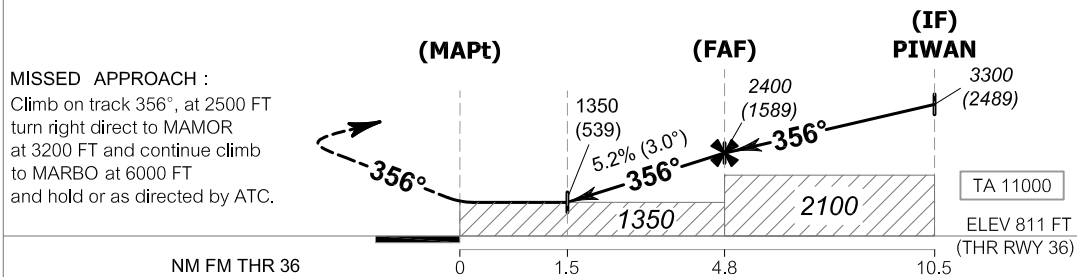 (IF)
(MAPt)
(FAF)
PIWAN
MISSED APPROACH :
Climb on track 356°, at 2500 FT
turn right direct to MAMOR
at 3200 FT and continue climb
to MARBO at 6000 FT
and hold or as directed by ATC.
3300
(2489)
2400
(1589)
1350
(539)
356°
5.2% (3.0°)
356°
356°
1350
2100
TA 11000
ELEV 811 FT
(THR RWY 36)
NM FM THR 36
0
1.5
4.8
10.5